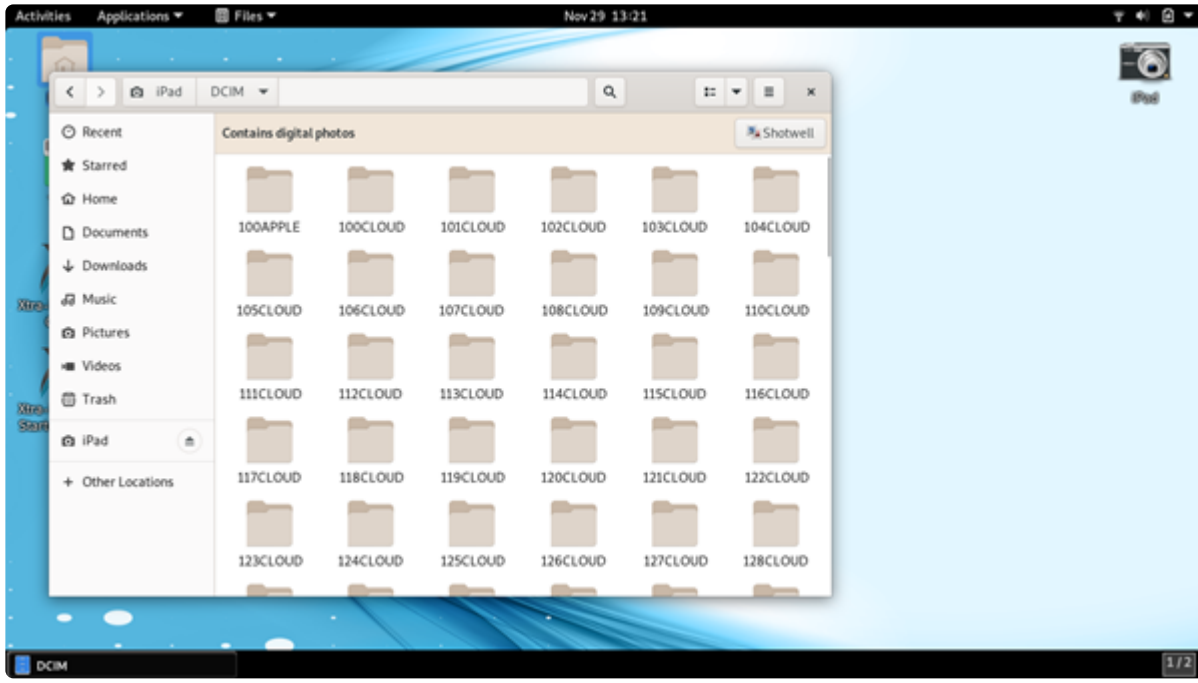 Activities Applications Files Nov 29 13:21
iPad DCIM
iPad
Recent
Contains digital photos
Shotwell
Starred
Home
Documents
Downloads
Music
Pictures
Videos
Trash
iPad
Other Locations
100APPLE 100CLOUD 101CLOUD 102CLOUD 103CLOUD 104CLOUD
105CLOUD 106CLOUD 107CLOUD 108CLOUD 109CLOUD 110CLOUD
111CLOUD 112CLOUD 113CLOUD 114CLOUD 115CLOUD 116CLOUD
117CLOUD 118CLOUD 119CLOUD 120CLOUD 121CLOUD 122CLOUD
123CLOUD 124CLOUD 125CLOUD 126CLOUD 127CLOUD 128CLOUD
Xtra
Xtra
Start
DCIM
1/2